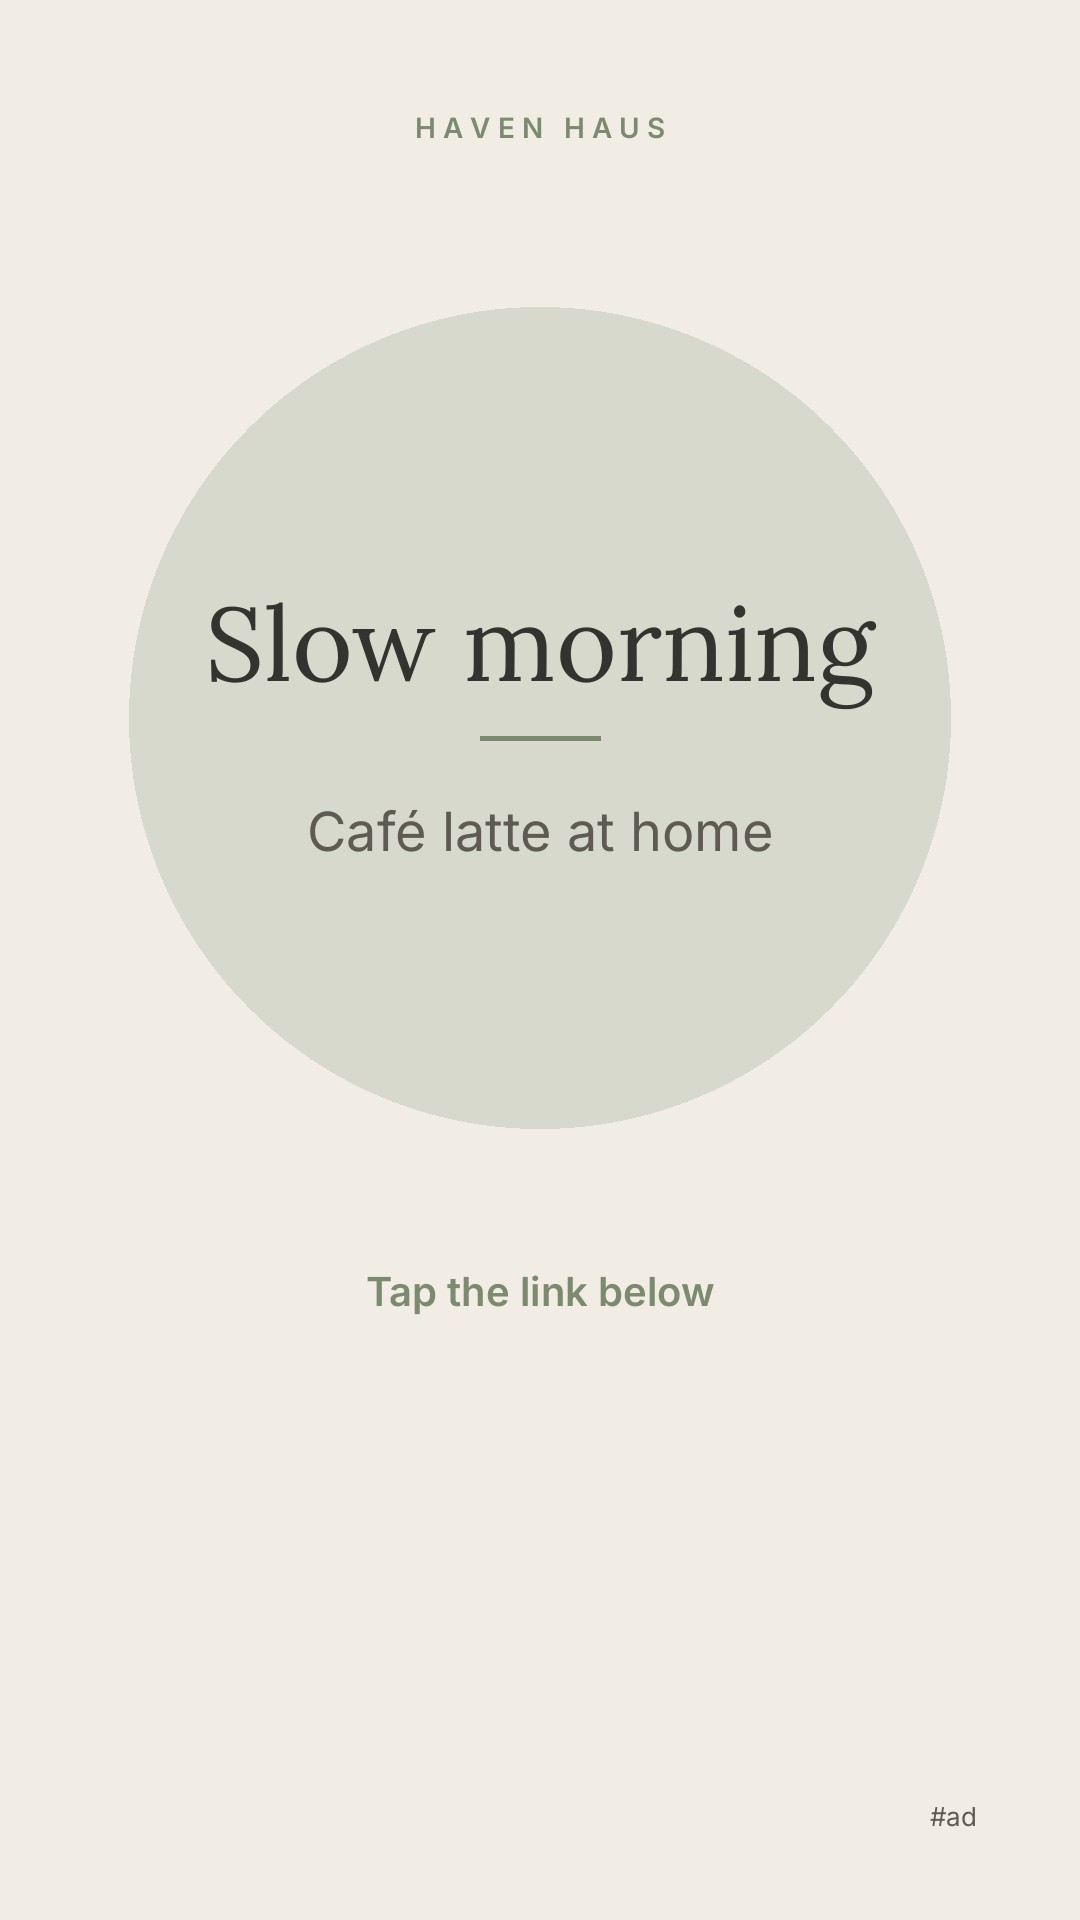 HAVEN HAUS
Slow morning
Café latte at home
Tap the link below
#ad